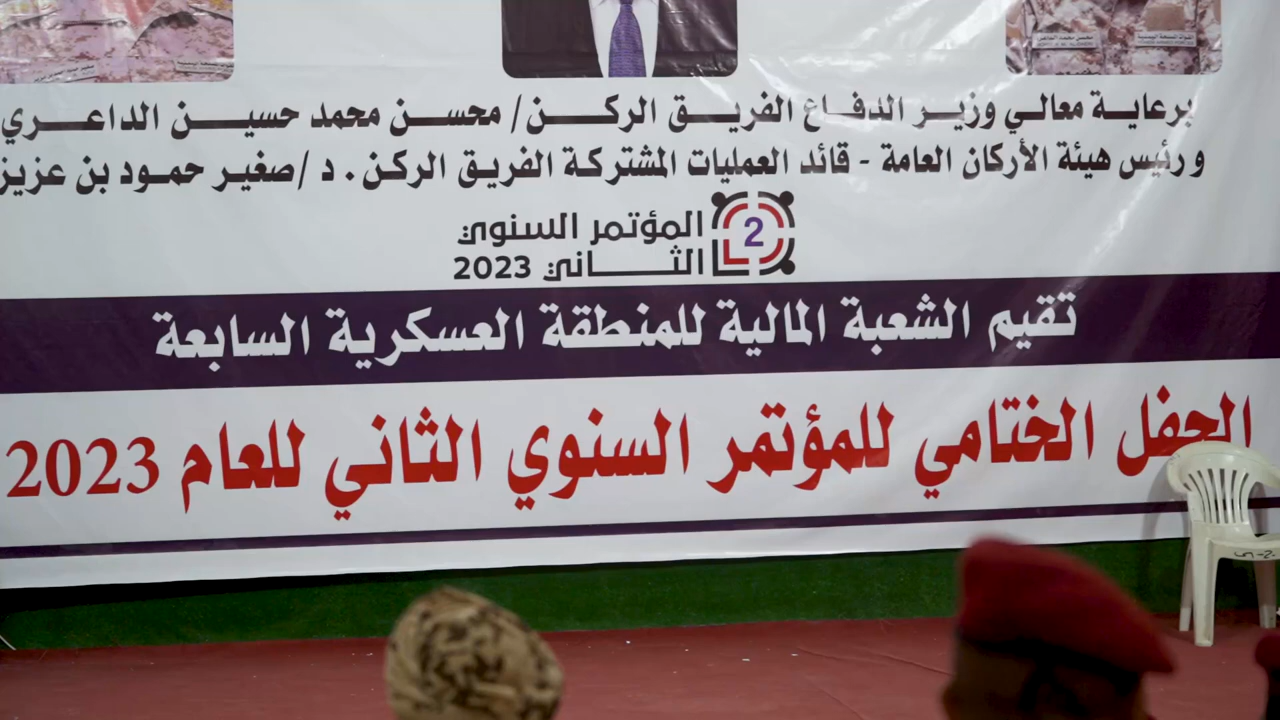 برعاية معالي وزير الدفاع الفريق الركن/ محسن محمد حسين الداعري
ورئيس هيئة الأركان العامة - قائد العمليات المشتركة الفريق الركن . د /صغير حمود بن عزيز
2
المؤتمر السنوي
الثاني 2023
تقيم الشعبة المالية للمنطقة العسكرية السابعة
الحفل الختامي للمؤتمر السنوي الثاني للعام 2023